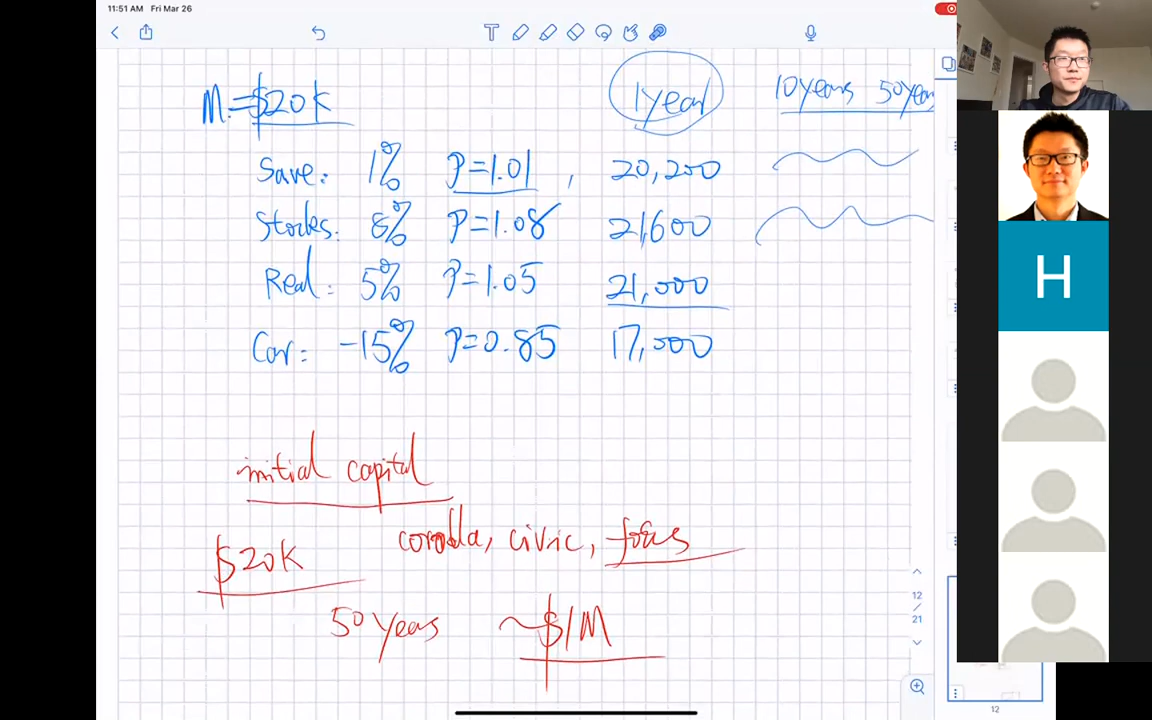 11:51 AM Fri Mar 26
M.=$20k 1year 10years 50year
Save: 1% P=1.01, 20,200
Stocks: 8% P=1.08 21,600
Real: 5% P=1.05 21,000
Car: -15% P=0.85 17,000
initial capital
corolla, civic, focus
$20K
50 years ~$1M
H
12
/
21
12